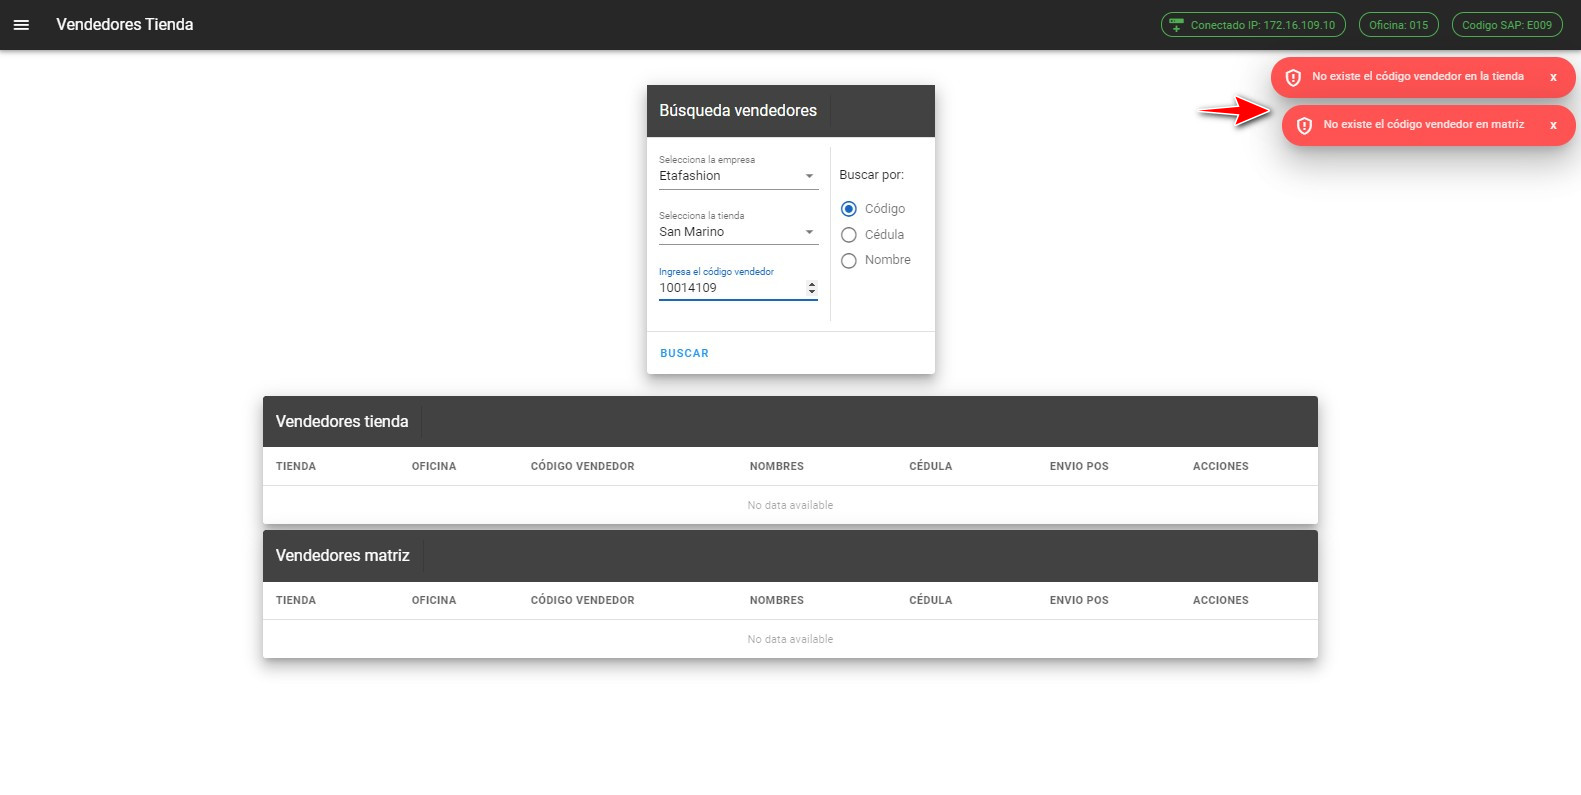 Vendedores Tienda
Conectado IP: 172.16.109.10
Oficina: 015
Codigo SAP: E009
No existe el código vendedor en la tienda x
No existe el código vendedor en matriz x
Búsqueda vendedores
Selecciona la empresa
Etafashion
Selecciona la tienda
San Marino
Ingresa el código vendedor
10014109
Buscar por:
Código
Cédula
Nombre
BUSCAR
Vendedores tienda
TIENDA OFICINA CÓDIGO VENDEDOR NOMBRES CÉDULA ENVIO POS ACCIONES
No data available
Vendedores matriz
TIENDA OFICINA CÓDIGO VENDEDOR NOMBRES CÉDULA ENVIO POS ACCIONES
No data available